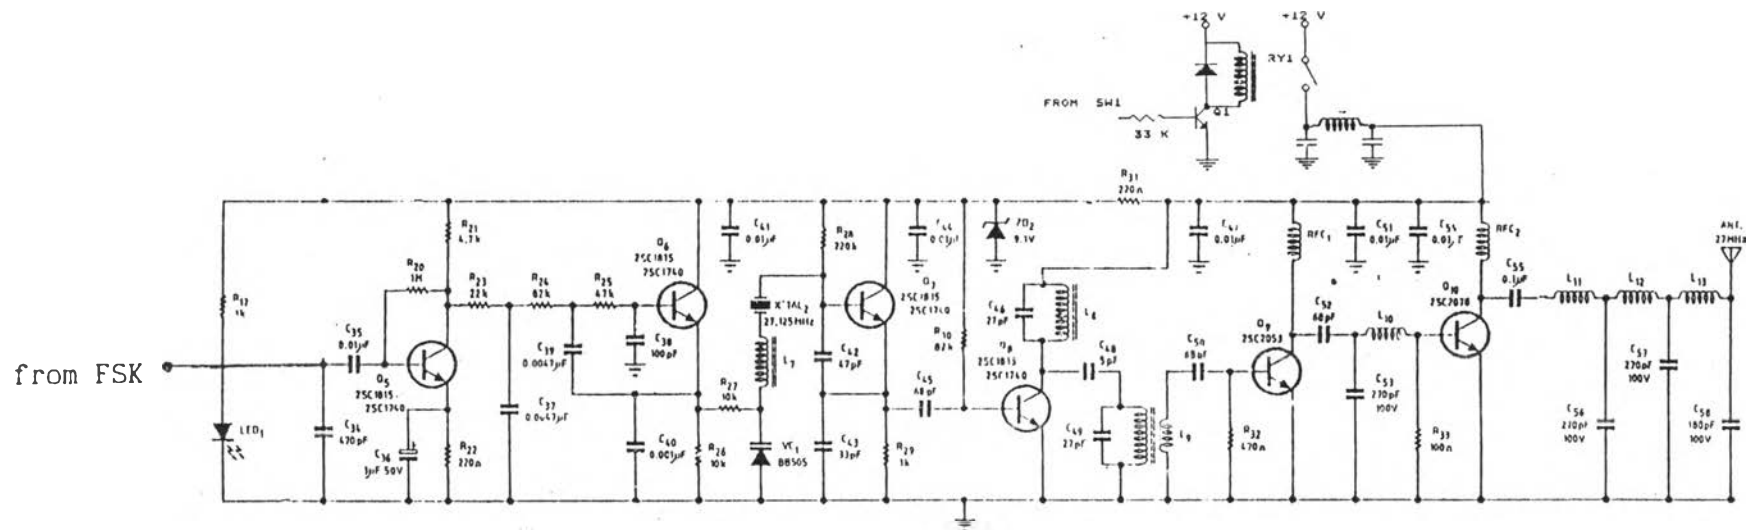 +12 V
+12 V
RY1
FROM SW1
33 K
Q1
R31
270Ω
R21
4.7k
Q6
2SC1815
2SC1740
C41
0.01µF
R28
220k
C44
0.01µF
ZD2
9.1V
C47
0.01µF
RFC1
C51
0.01µF
C54
RFC2
ANT.
27MHz
R20
1M
R23
22k
R24
82k
R25
47k
R17
1k
X'TAL2
27.125MHz
2SC1815
2SC1740
C46
27pF
C55
0.1µF
L11
L12
L13
Q10
2SC2078
C35
0.01µF
C39
0.0047µF
C38
100pF
L7
C42
47pF
R10
82k
Q8
2SC1815
2SC1740
C48
5pF
Q9
2SC2053
C52
68pF
L10
C57
270pF
100V
from FSK
Q5
2SC1815
2SC1740
R27
10k
C45
68pF
C50
68pF
C53
270pF
100V
LED1
C34
470pF
C36
50V
R22
220Ω
C37
0.0047µF
C40
0.001µF
R26
10k
VC1
BB505
C43
33pF
R29
1k
C49
27pF
L9
R32
470Ω
R33
100Ω
C56
270pF
100V
C58
180pF
100V